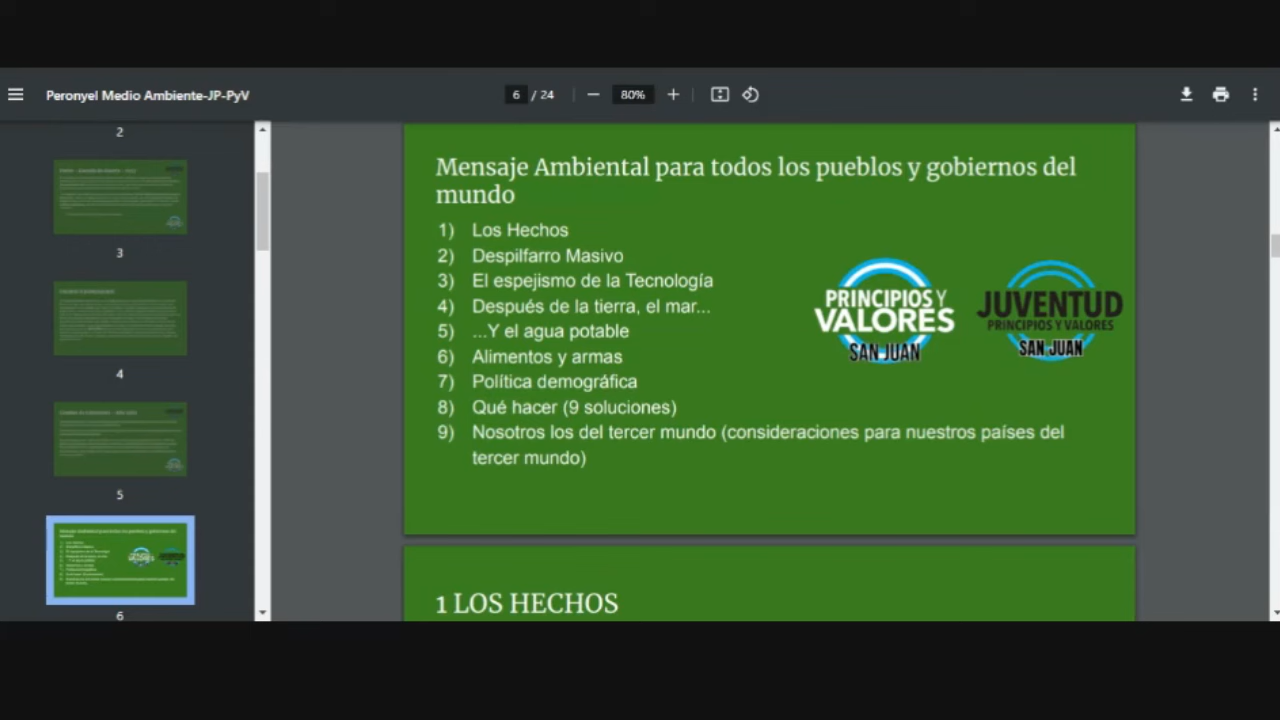 Peronyel Medio Ambiente-JP-PyV
6 / 24
80%
2
3
4
5
6
Mensaje Ambiental para todos los pueblos y gobiernos del
mundo
1) Los Hechos
2) Despilfarro Masivo
3) El espejismo de la Tecnología
4) Después de la tierra, el mar...
5) ...Y el agua potable
6) Alimentos y armas
7) Política demográfica
8) Qué hacer (9 soluciones)
9) Nosotros los del tercer mundo (consideraciones para nuestros países del
tercer mundo)
PRINCIPIOS Y
VALORES
SAN JUAN
JUVENTUD
PRINCIPIOS Y VALORES
SAN JUAN
1 LOS HECHOS